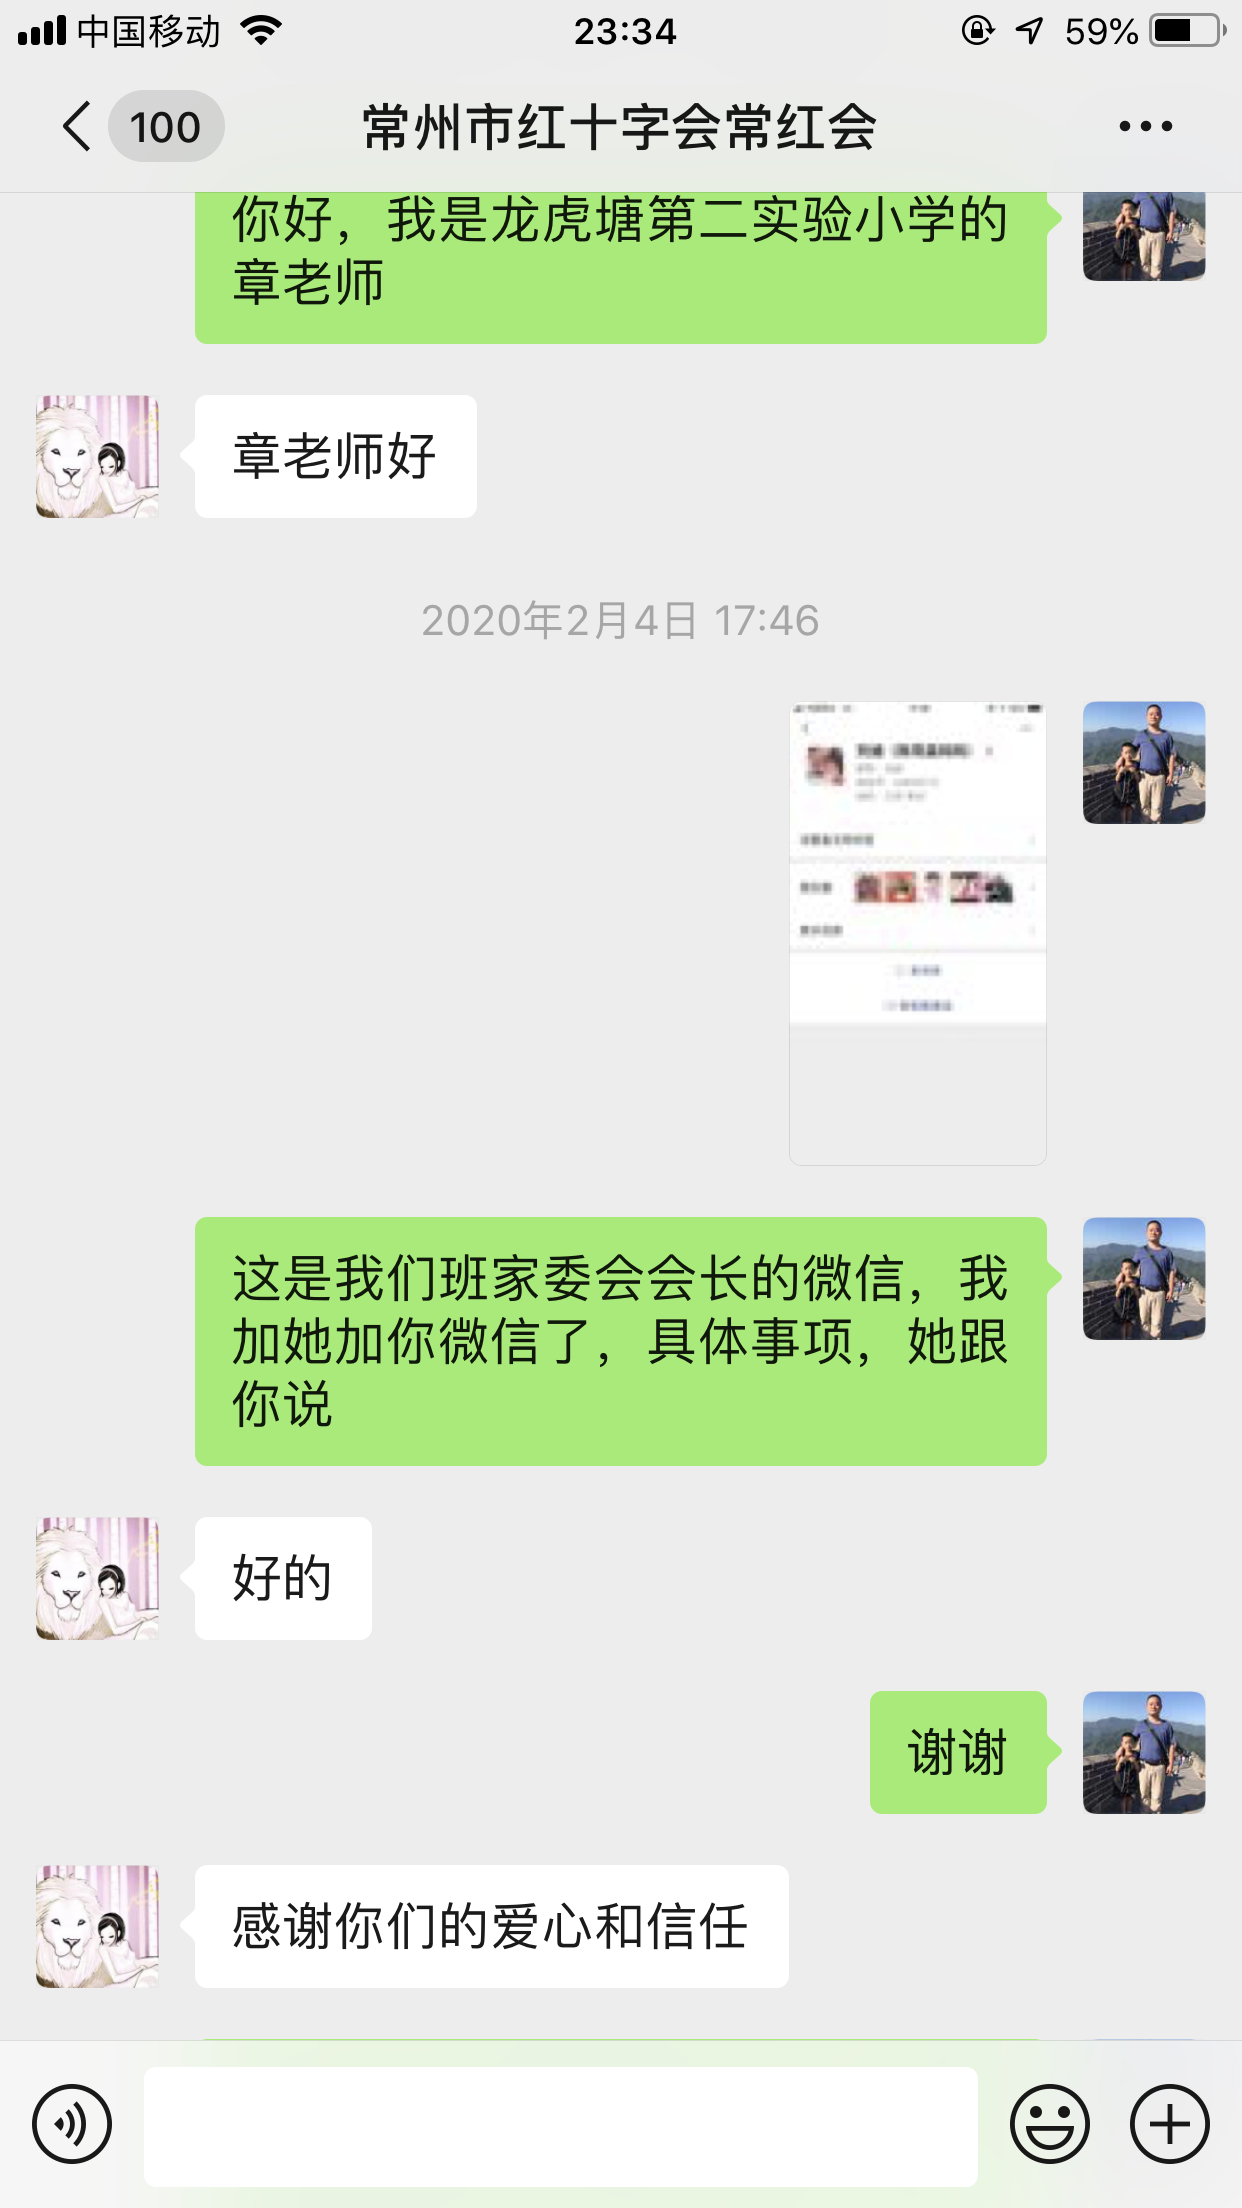 中国移动
23:34
59%
100
常州市红十字会常红会
你好，我是龙虎塘第二实验小学的
章老师
章老师好
2020年2月4日 17:46
这是我们班家委会会长的微信，我
加她加你微信了，具体事项，她跟
你说
好的
谢谢
感谢你们的爱心和信任